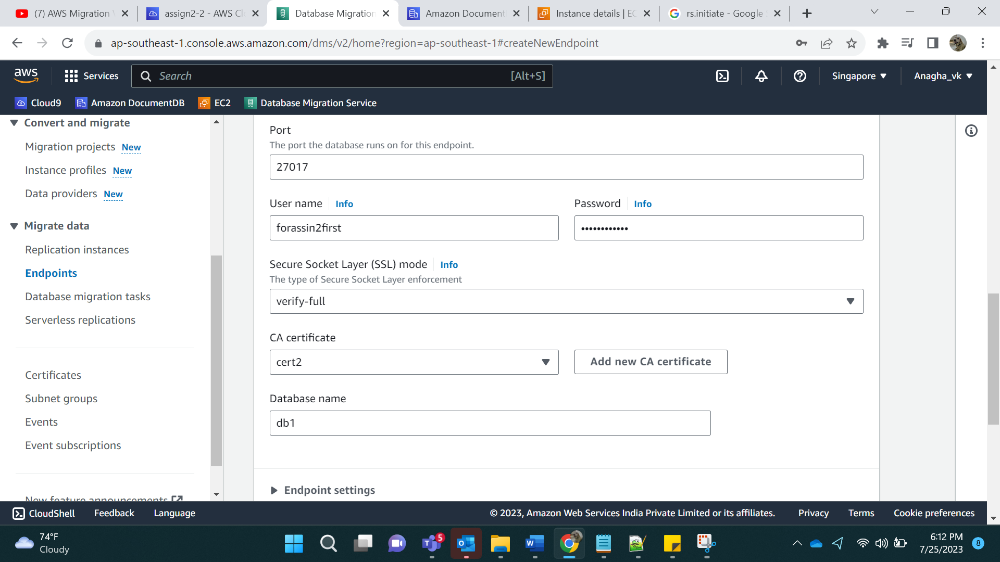 (7) AWS Migration
assign2-2 - AWS Cl
Database Migration
Amazon Document
Instance details | EC
rs.initiate - Google
ap-southeast-1.console.aws.amazon.com/dms/v2/home?region=ap-southeast-1#createNewEndpoint
aws
Services
Search
[Alt+S]
Singapore
Anagha_vk
Cloud9
Amazon DocumentDB
EC2
Database Migration Service
Convert and migrate
Migration projects New
Instance profiles New
Data providers New
Migrate data
Replication instances
Endpoints
Database migration tasks
Serverless replications
Certificates
Subnet groups
Events
Event subscriptions
New feature announcements
Port
The port the database runs on for this endpoint.
27017
User name Info
forassin2first
Password Info
••••••••••••
Secure Socket Layer (SSL) mode Info
The type of Secure Socket Layer enforcement
verify-full
CA certificate
cert2
Add new CA certificate
Database name
db1
Endpoint settings
CloudShell
Feedback
Language
© 2023, Amazon Web Services India Private Limited or its affiliates.
Privacy
Terms
Cookie preferences
74°F
Cloudy
5
6:12 PM
7/25/2023
8